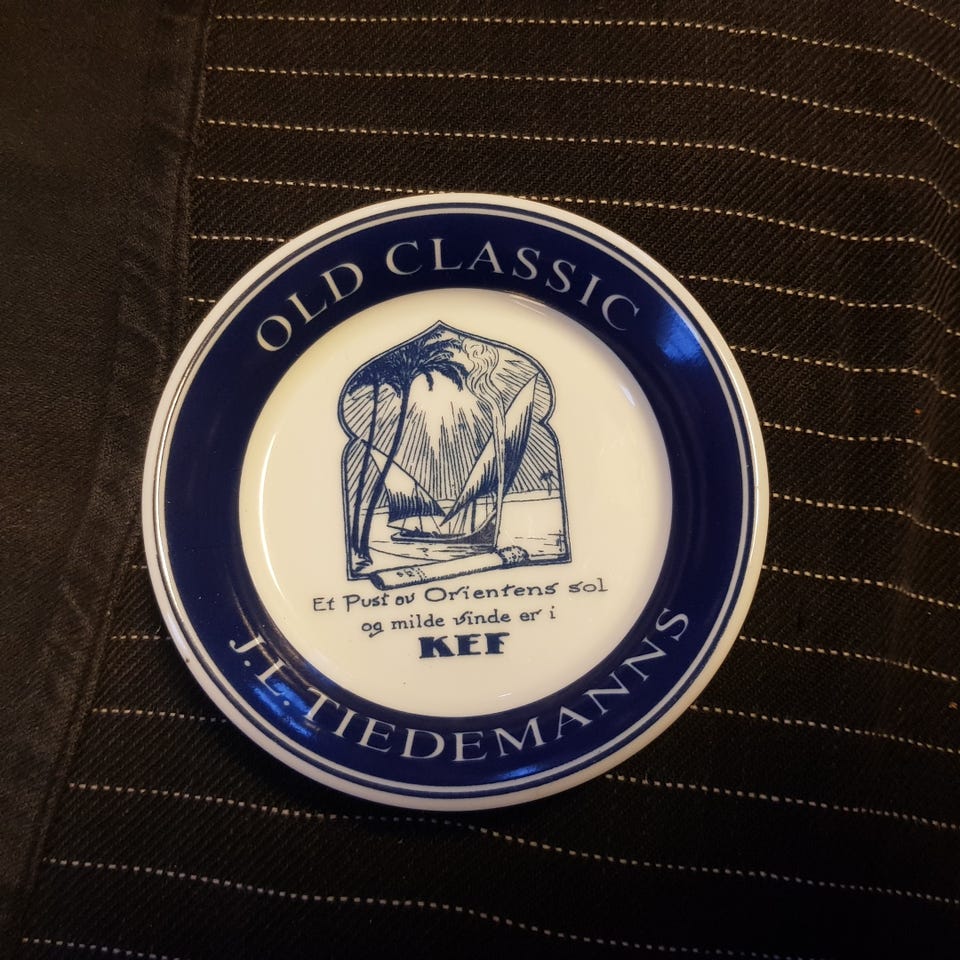 OLD CLASSIC
Et Pust av Orientens sol
og milde vinde er i
KEF
J.L.TIEDEMANNS